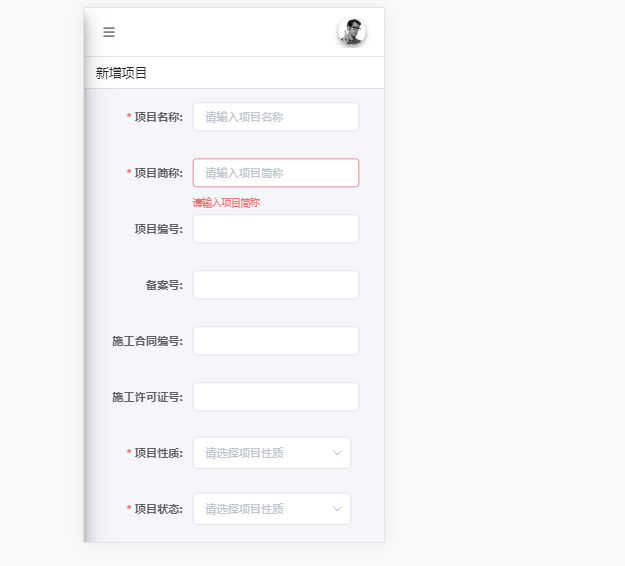 新增项目
* 项目名称: 请输入项目名称
* 项目简称: 请输入项目简称
请输入项目简称
项目编号:
备案号:
施工合同编号:
施工许可证号:
* 项目性质: 请选择项目性质
* 项目状态: 请选择项目性质